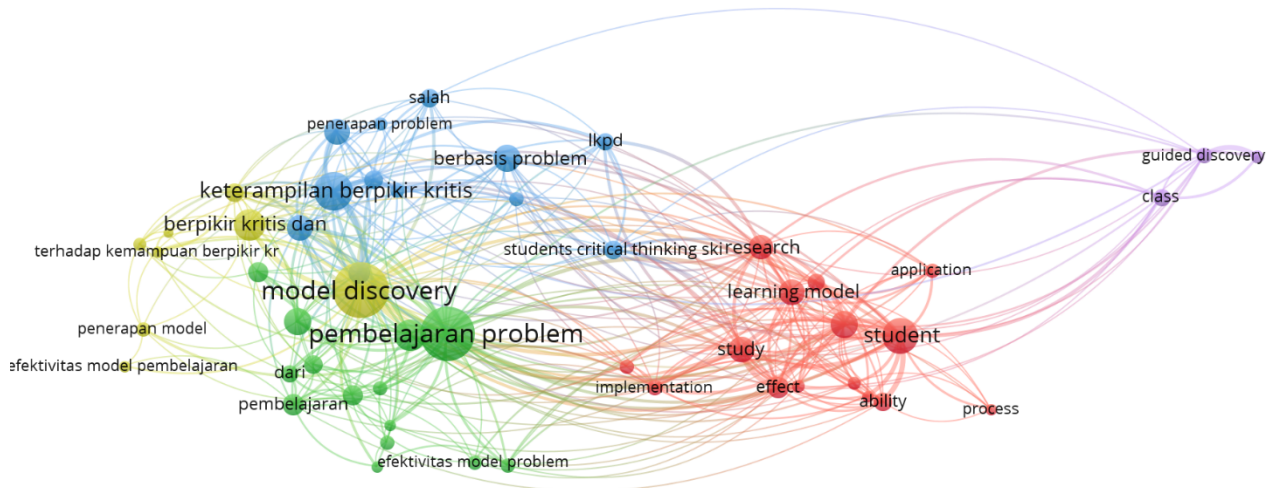 salah
penerapan problem
lkpd
berbasis problem
guided discovery
keterampilan berpikir kritis
class
berpikir kritis dan
terhadap kemampuan berpikir kr
students critical thinking ski
research
application
model discovery
learning model
penerapan model
pembelajaran problem
student
study
efektivitas model pembelajaran
dari
implementation
effect
pembelajaran
ability
process
efektivitas model problem